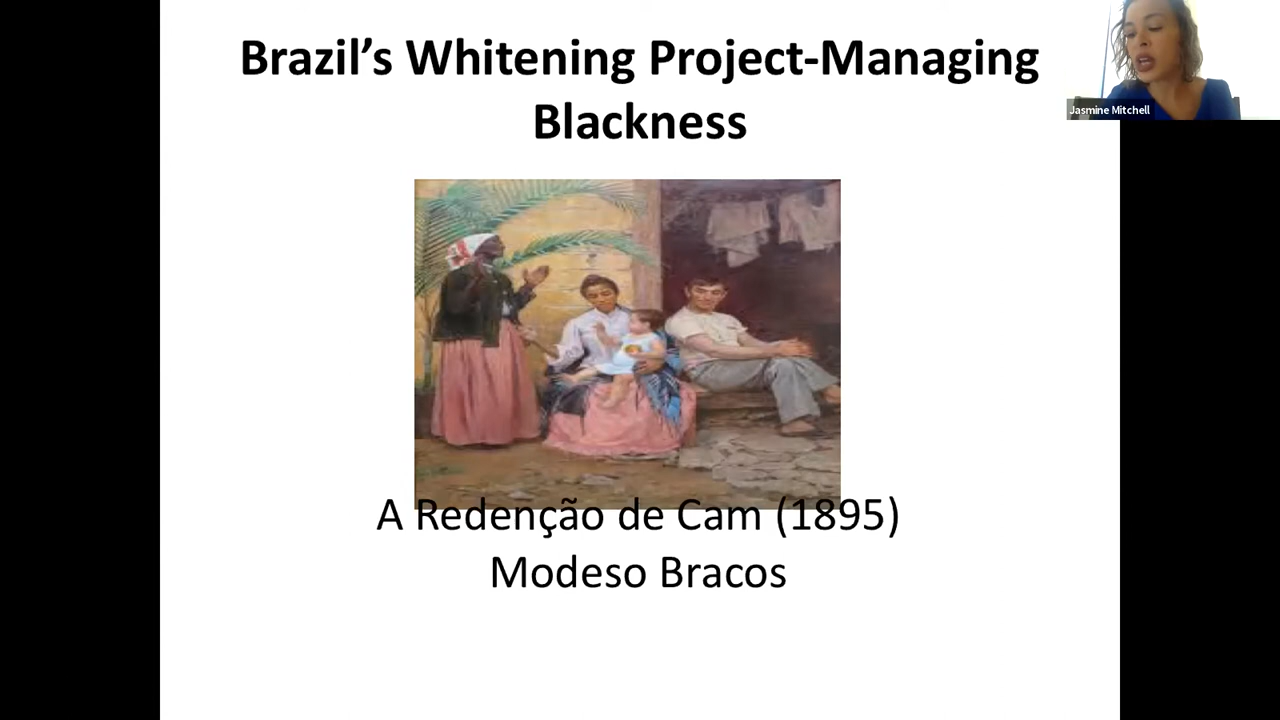 Brazil’s Whitening Project-Managing
Blackness
Jasmine Mitchell
A Redenção de Cam (1895)
Modeso Bracos